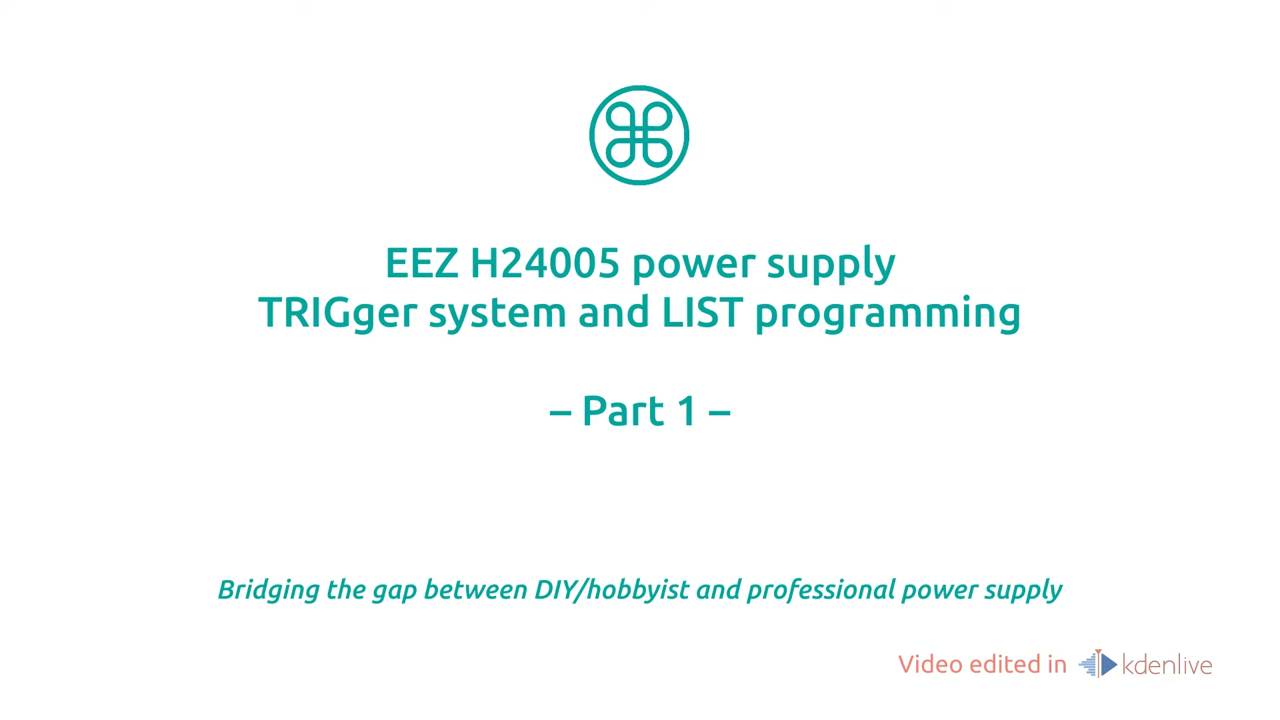 EEZ H24005 power supply
TRIGger system and LIST programming
– Part 1 –
Bridging the gap between DIY/hobbyist and professional power supply
Video edited in kdenlive